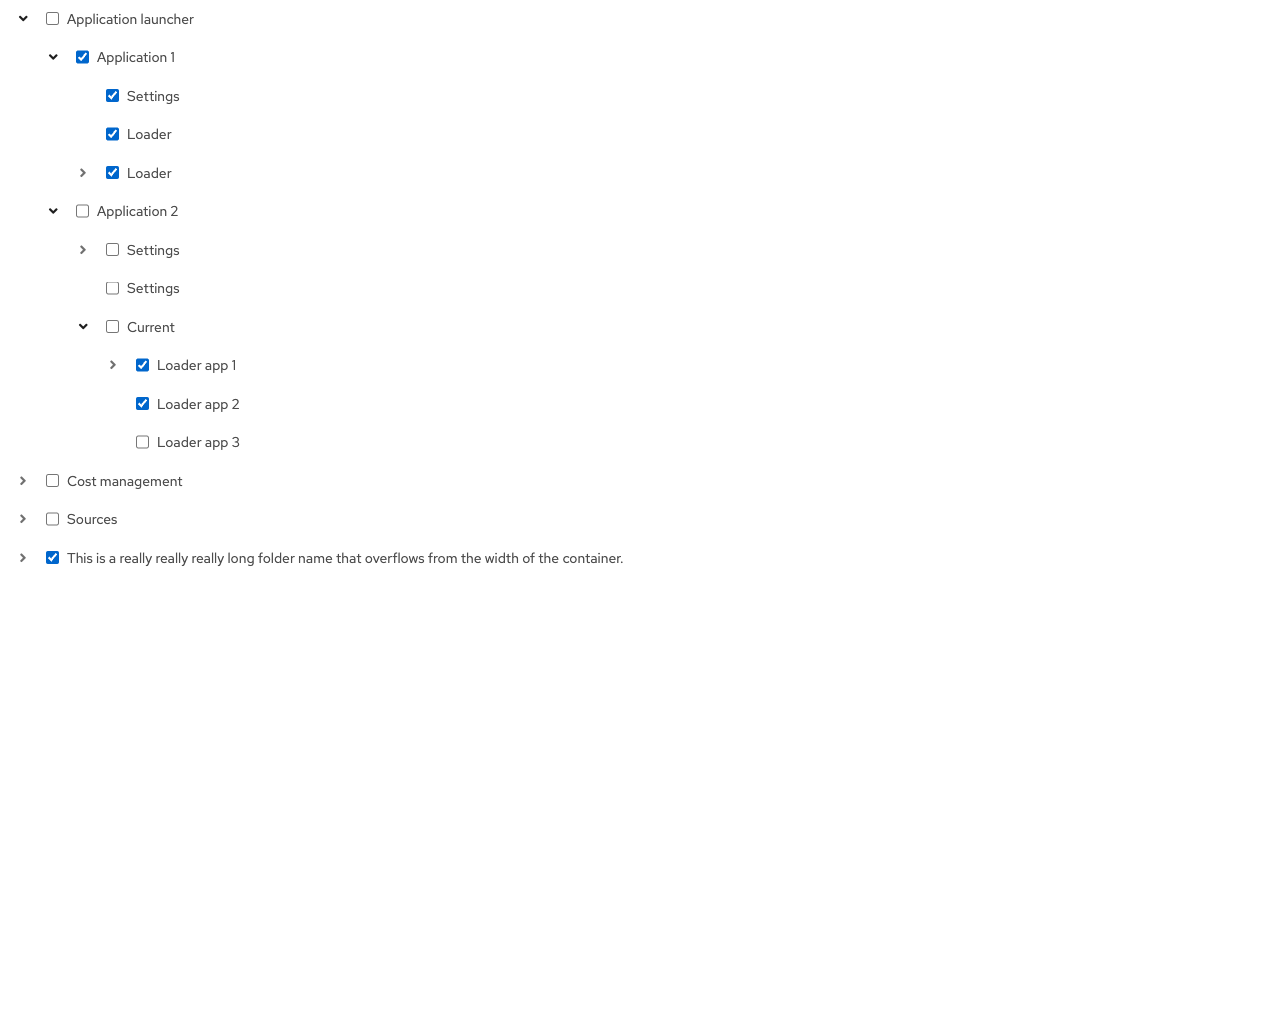 Application launcher
Application 1
Settings
Loader
Loader
Application 2
Settings
Settings
Current
Loader app 1
Loader app 2
Loader app 3
Cost management
Sources
This is a really really really long folder name that overflows from the width of the container.